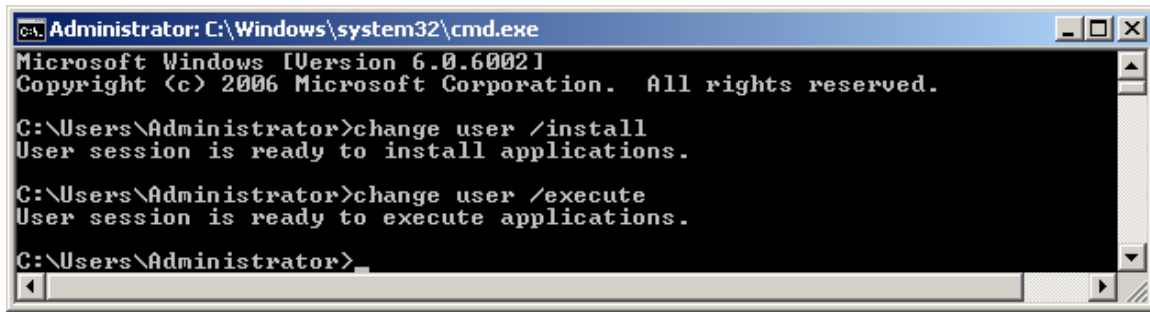 Administrator: C:\Windows\system32\cmd.exe
Microsoft Windows [Version 6.0.6002]
Copyright (c) 2006 Microsoft Corporation.  All rights reserved.
C:\Users\Administrator>change user /install
User session is ready to install applications.
C:\Users\Administrator>change user /execute
User session is ready to execute applications.
C:\Users\Administrator>_